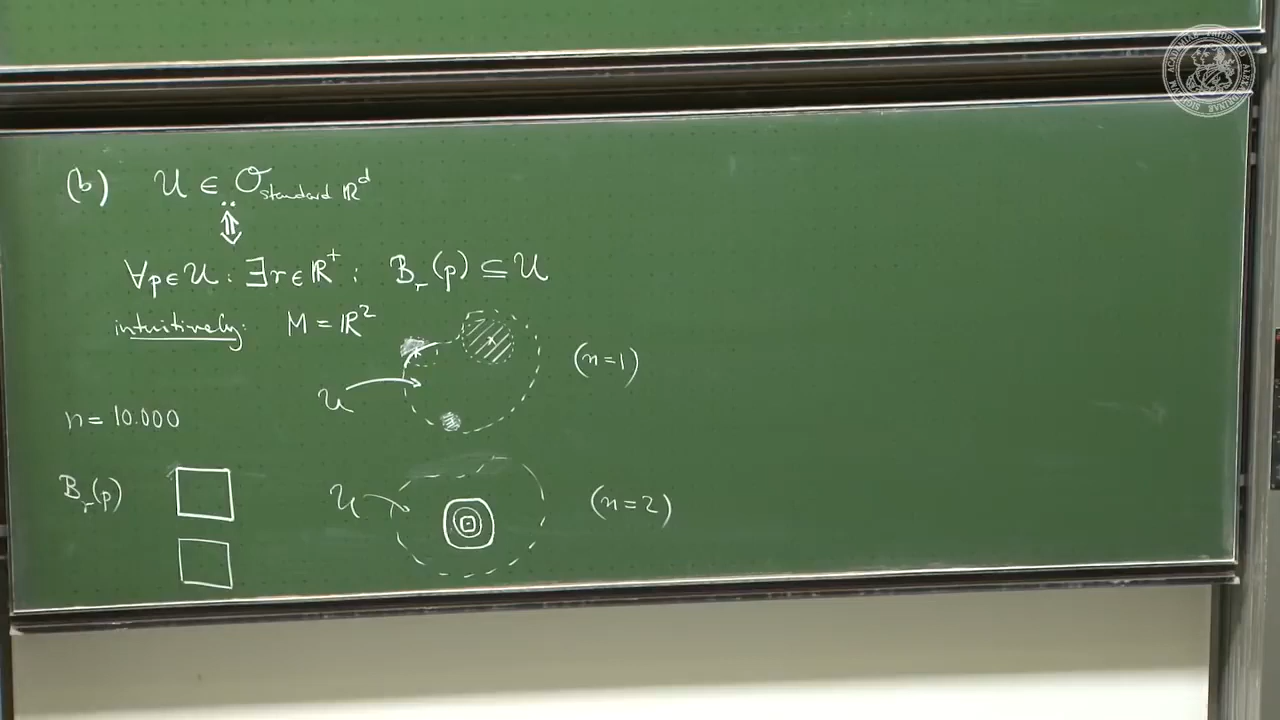 (b) U ∈ O_standard ℝ^d
:⇔
∀p∈U : ∃r∈ℝ⁺ : B_r(p) ⊆ U
intuitively: M = ℝ²
U (n=1)
n = 10.000
B_r(p) U (n=2)